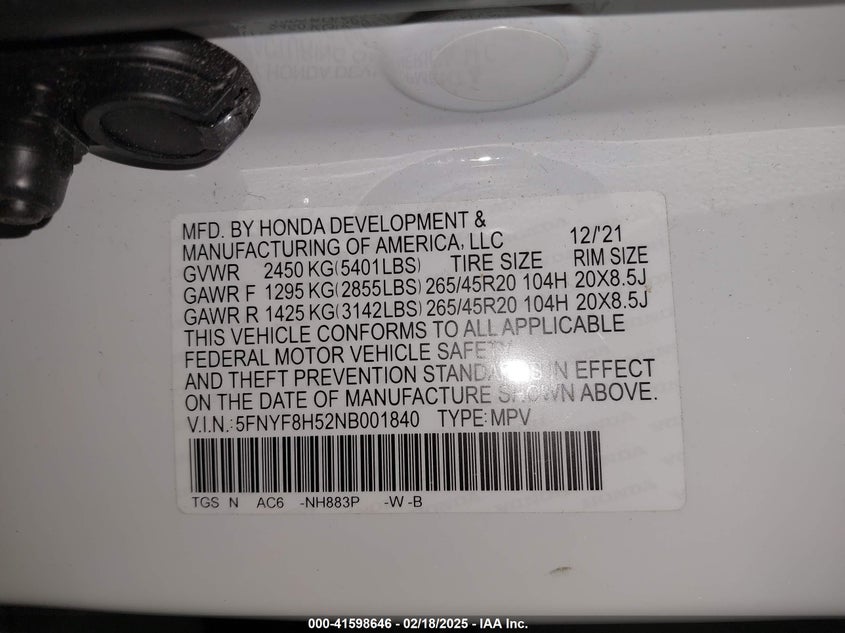 MFD. BY HONDA DEVELOPMENT &
MANUFACTURING OF AMERICA, LLC 12/'21
GVWR 2450 KG(5401LBS) TIRE SIZE RIM SIZE
GAWR F 1295 KG(2855LBS) 265/45R20 104H 20X8.5J
GAWR R 1425 KG(3142LBS) 265/45R20 104H 20X8.5J
THIS VEHICLE CONFORMS TO ALL APPLICABLE
FEDERAL MOTOR VEHICLE SAFETY
AND THEFT PREVENTION STANDARDS IN EFFECT
ON THE DATE OF MANUFACTURE SHOWN ABOVE.
V.I.N.: 5FNYF8H52NB001840 TYPE: MPV
TGS N AC6 -NH883P -W -B
000-41598646 — 02/18/2025 — IAA Inc.